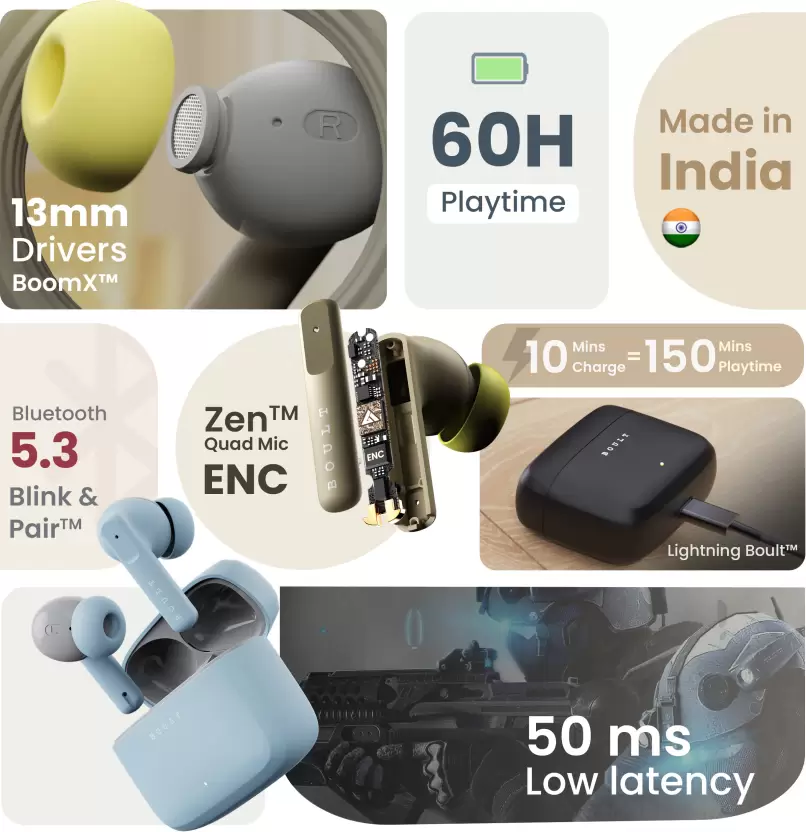 R
13mm
Drivers
BoomX™
60H
Playtime
Made in
India
Bluetooth
5.3
Blink &
Pair™
Zen™
Quad Mic
ENC
BOULT
ENC
10 Mins Charge = 150 Mins Playtime
BOULT
Lightning Boult™
BOULT
BOULT
50 ms
Low latency